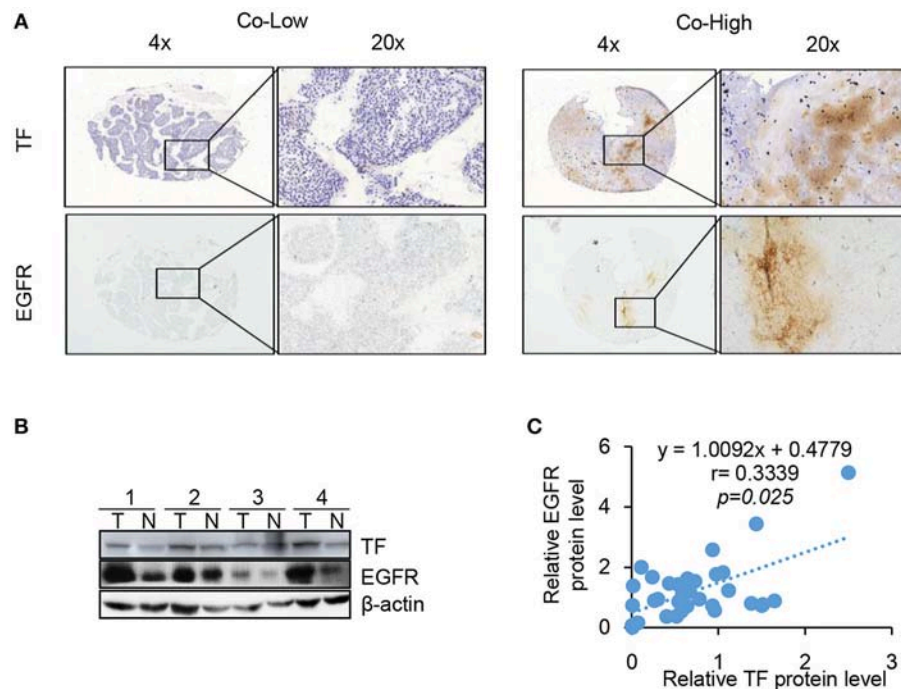 A
Co-Low
Co-High
4x 20x 4x 20x
TF
EGFR
B
1 2 3 4
T N T N T N T N
TF
EGFR
β-actin
C
y = 1.0092x + 0.4779
r= 0.3339
p=0.025
Relative EGFR
protein level
6
4
2
0
0 1 2 3
Relative TF protein level